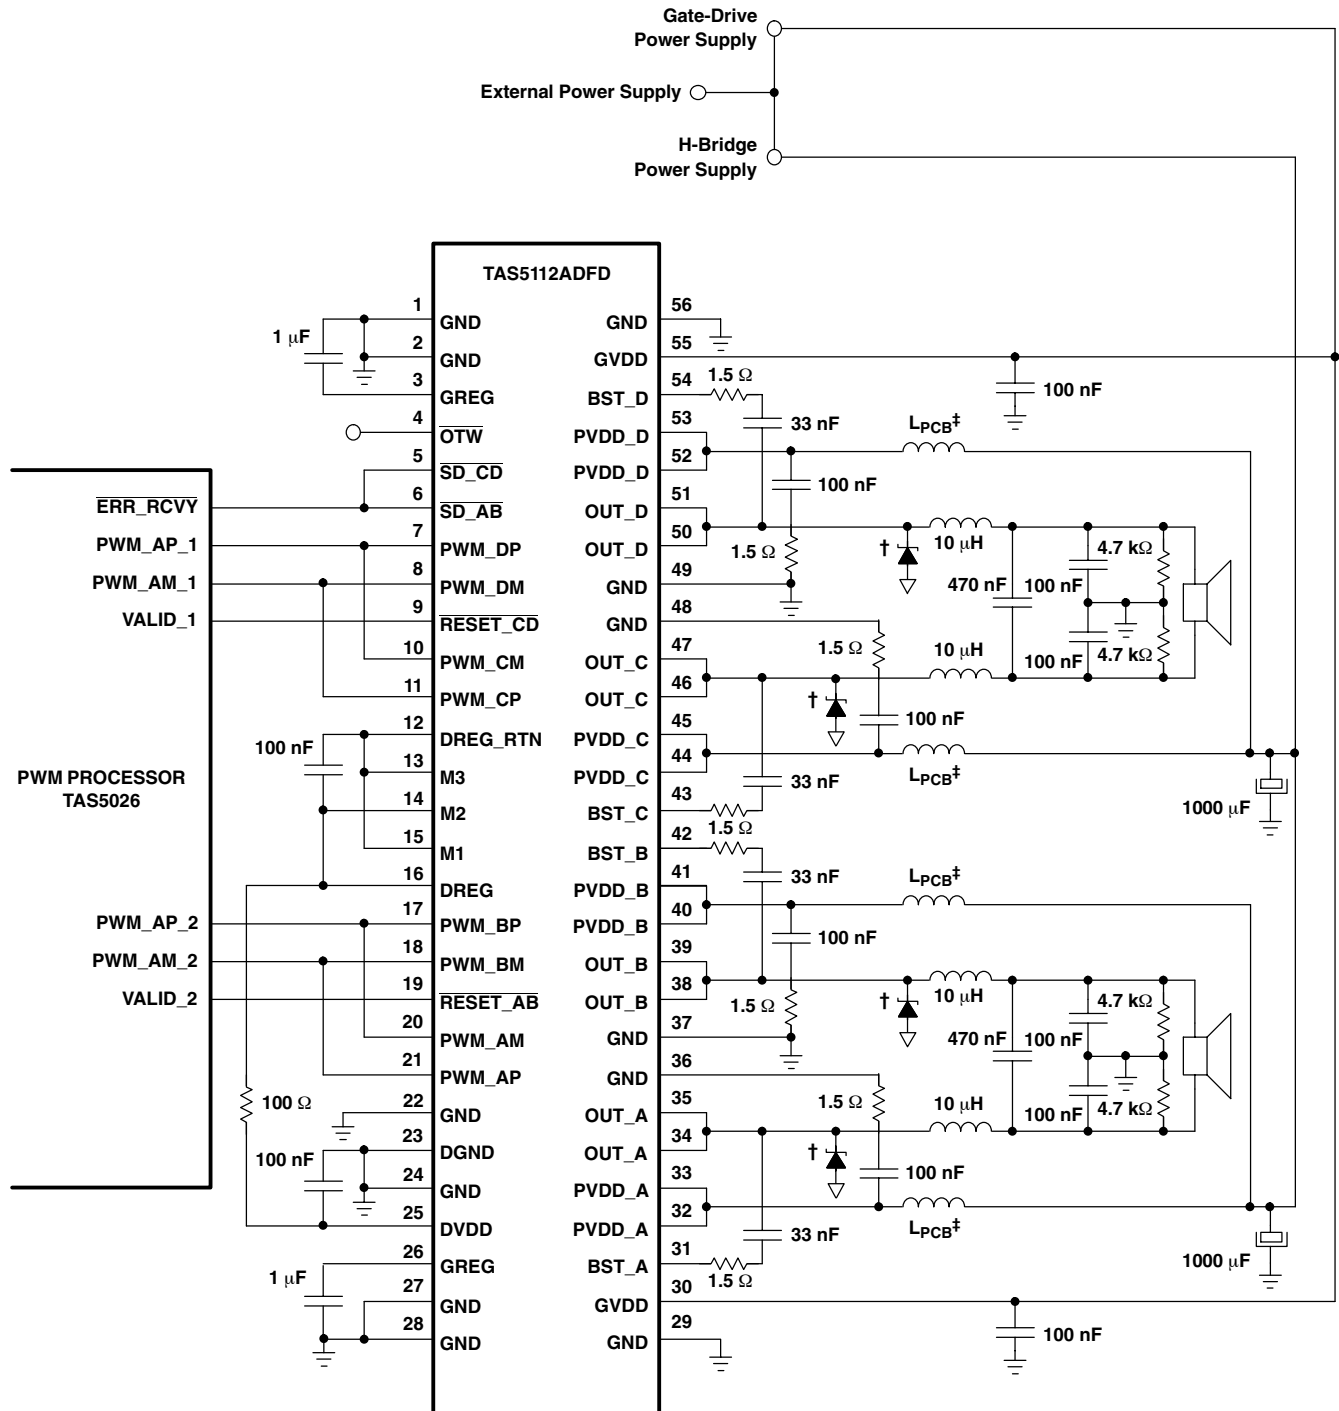 Gate-Drive
Power Supply
External Power Supply
H-Bridge
Power Supply
TAS5112ADFD
1 GND
2 GND
3 GREG
4 OTW
5 SD_CD
6 SD_AB
7 PWM_DP
8 PWM_DM
9 RESET_CD
10 PWM_CM
11 PWM_CP
12 DREG_RTN
13 M3
14 M2
15 M1
16 DREG
17 PWM_BP
18 PWM_BM
19 RESET_AB
20 PWM_AM
21 PWM_AP
22 GND
23 DGND
24 GND
25 DVDD
26 GREG
27 GND
28 GND
GND 56
GVDD 55
BST_D 54
PVDD_D 53
PVDD_D 52
OUT_D 51
OUT_D 50
GND 49
GND 48
OUT_C 47
OUT_C 46
PVDD_C 45
PVDD_C 44
BST_C 43
BST_B 42
PVDD_B 41
PVDD_B 40
OUT_B 39
OUT_B 38
GND 37
GND 36
OUT_A 35
OUT_A 34
PVDD_A 33
PVDD_A 32
BST_A 31
GVDD 30
GND 29
ERR_RCVY
PWM_AP_1
PWM_AM_1
VALID_1
PWM PROCESSOR
TAS5026
PWM_AP_2
PWM_AM_2
VALID_2
1 μF
100 nF
100 Ω
100 nF
1 μF
100 nF
1.5 Ω
33 nF
LPCB‡
100 nF
1.5 Ω
†
10 μH
4.7 kΩ
470 nF
100 nF
1.5 Ω
10 μH
100 nF
4.7 kΩ
†
100 nF
LPCB‡
33 nF
1.5 Ω
1000 μF
1.5 Ω
33 nF
LPCB‡
100 nF
1.5 Ω
†
10 μH
4.7 kΩ
470 nF
100 nF
1.5 Ω
10 μH
100 nF
4.7 kΩ
†
100 nF
LPCB‡
33 nF
1.5 Ω
1000 μF
100 nF